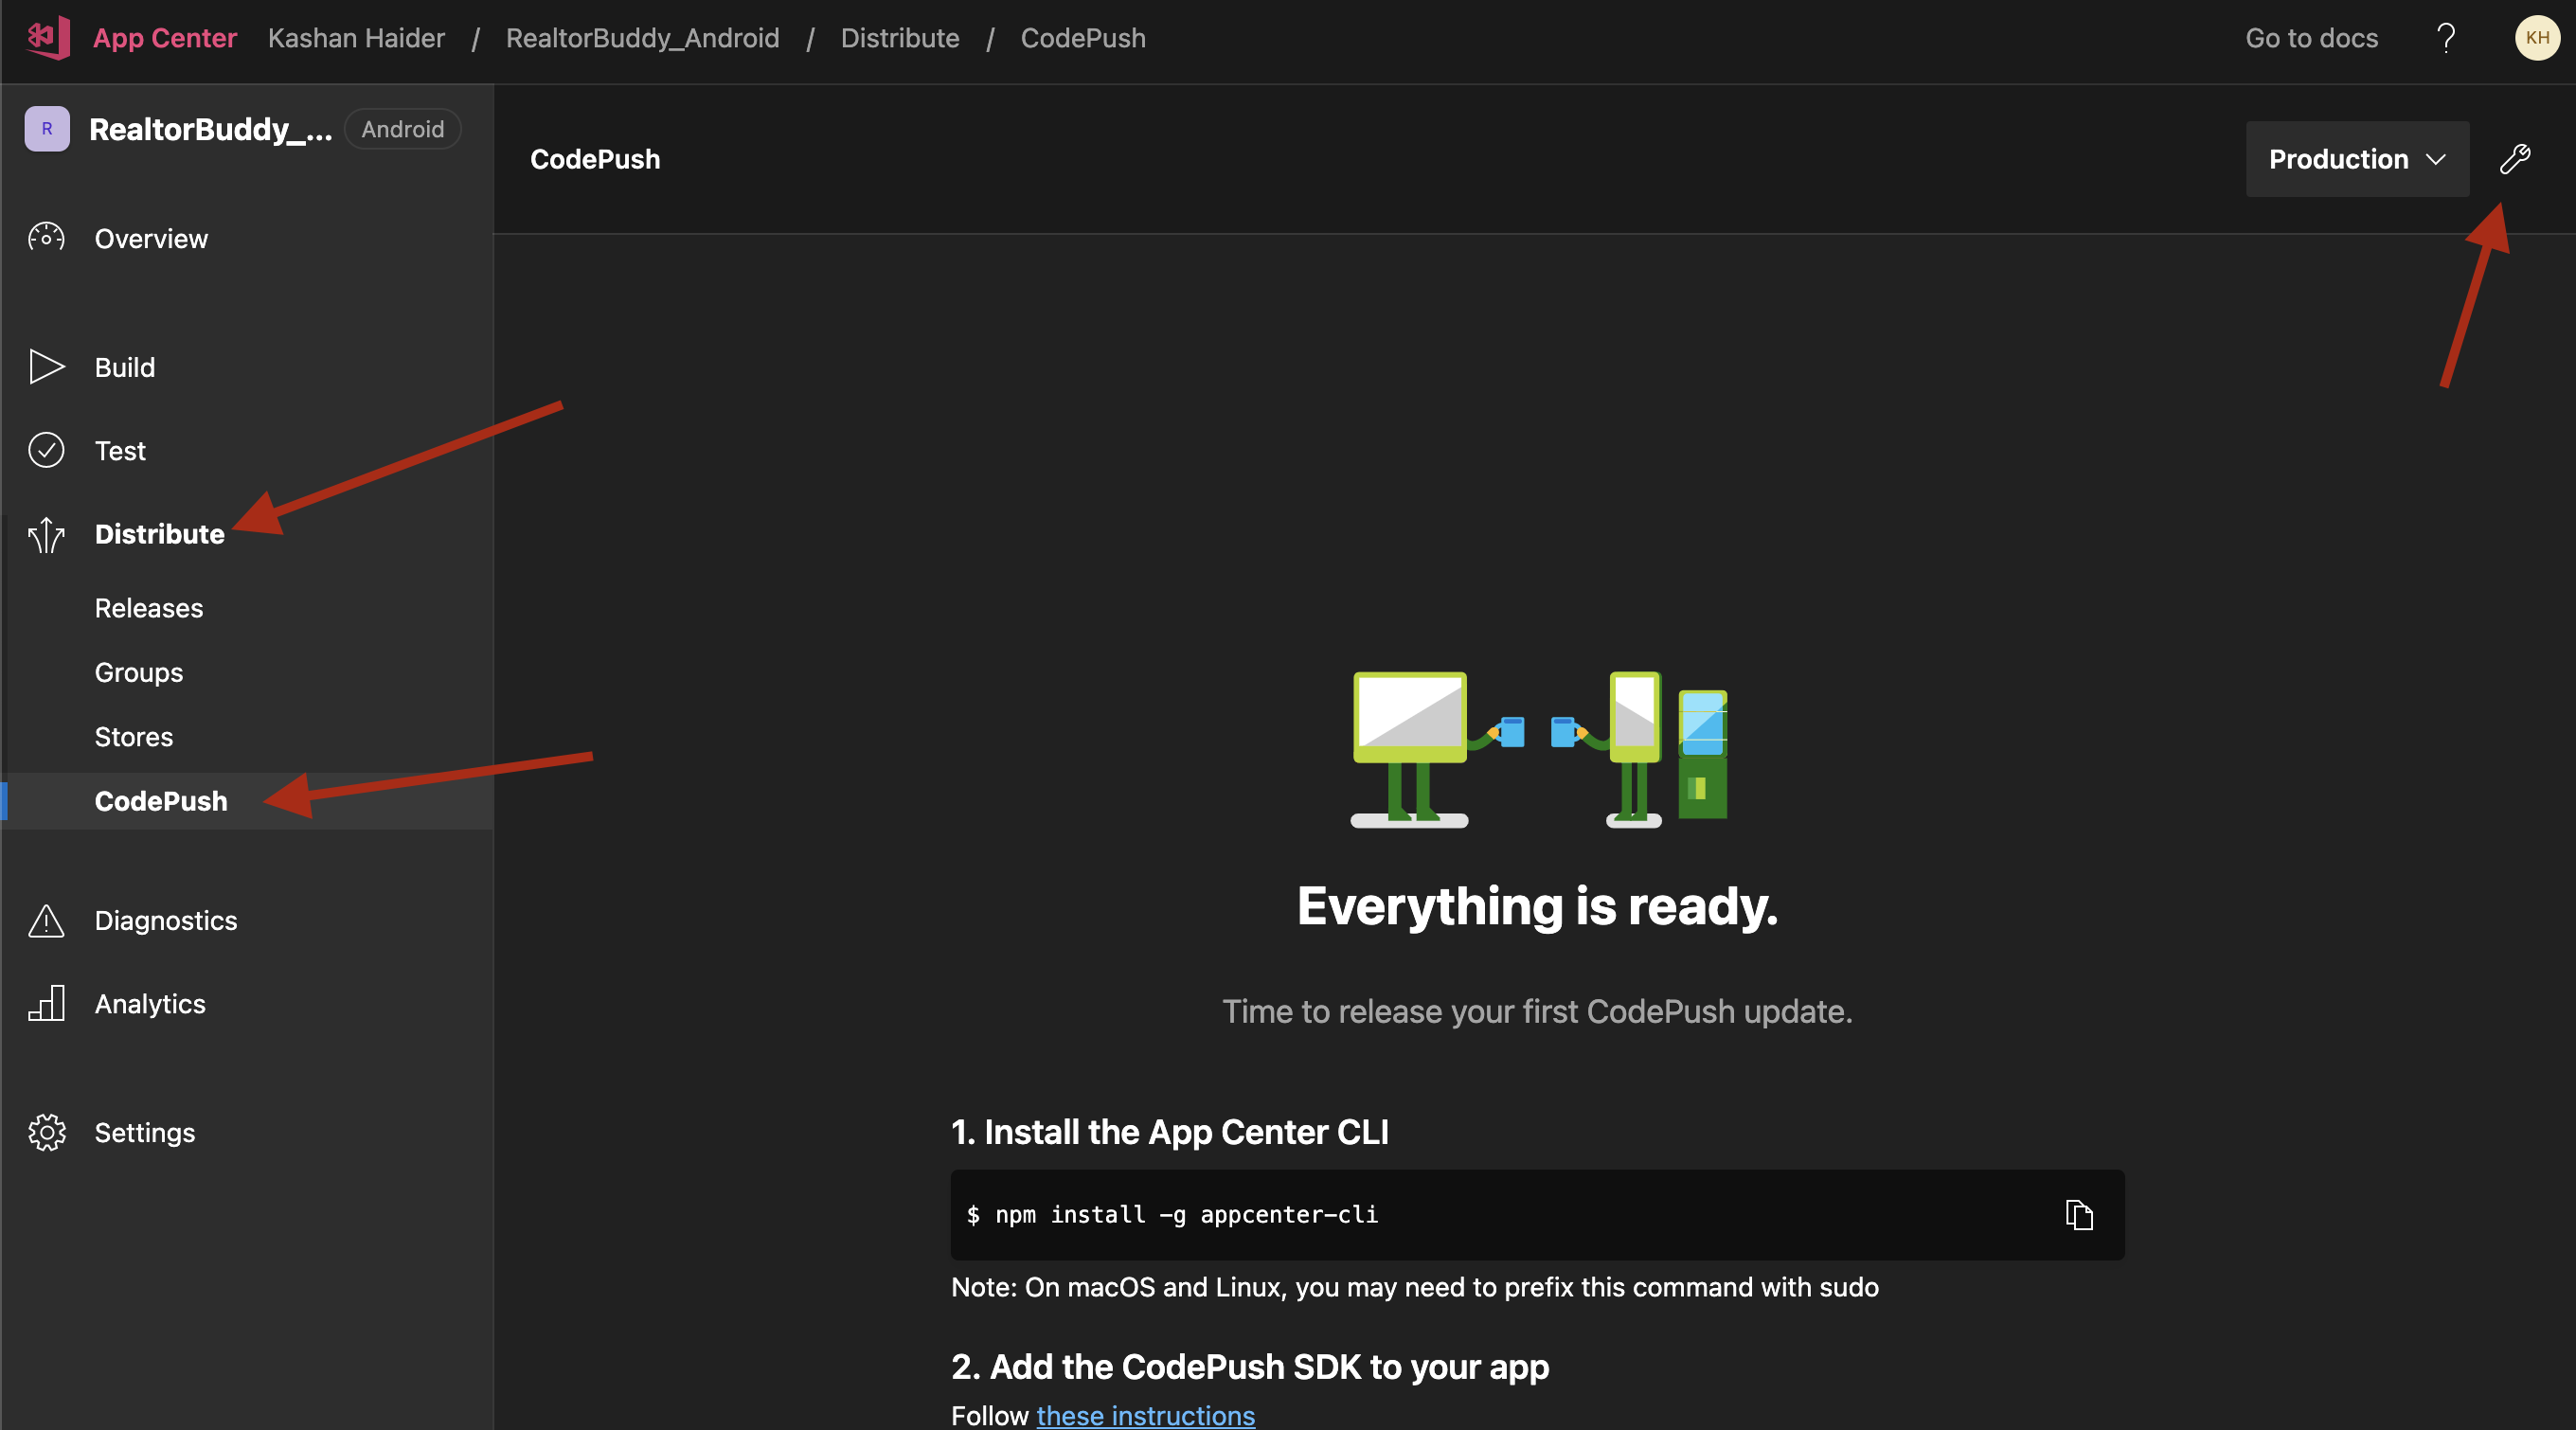 App Center Kashan Haider / RealtorBuddy_Android / Distribute / CodePush Go to docs ? KH
R RealtorBuddy_... Android
CodePush
Production
Overview
Build
Test
Distribute
Releases
Groups
Stores
CodePush
Diagnostics
Analytics
Settings
Everything is ready.
Time to release your first CodePush update.
1. Install the App Center CLI
$ npm install -g appcenter-cli
Note: On macOS and Linux, you may need to prefix this command with sudo
2. Add the CodePush SDK to your app
Follow these instructions